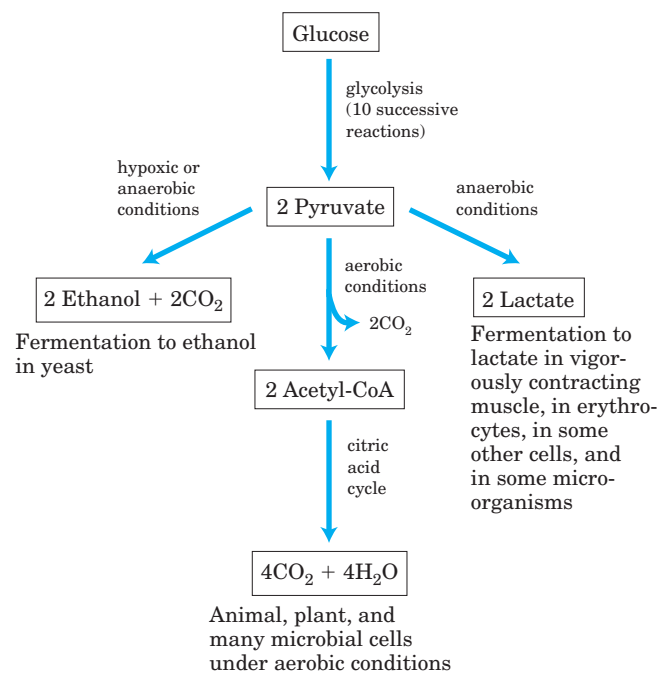 Glucose
glycolysis
(10 successive
reactions)
hypoxic or
anaerobic
conditions
2 Pyruvate
anaerobic
conditions
2 Ethanol + 2CO₂
Fermentation to ethanol
in yeast
aerobic
conditions
2CO₂
2 Lactate
Fermentation to
lactate in vigor-
ously contracting
muscle, in erythro-
cytes, in some
other cells, and
in some micro-
organisms
2 Acetyl-CoA
citric
acid
cycle
4CO₂ + 4H₂O
Animal, plant, and
many microbial cells
under aerobic conditions